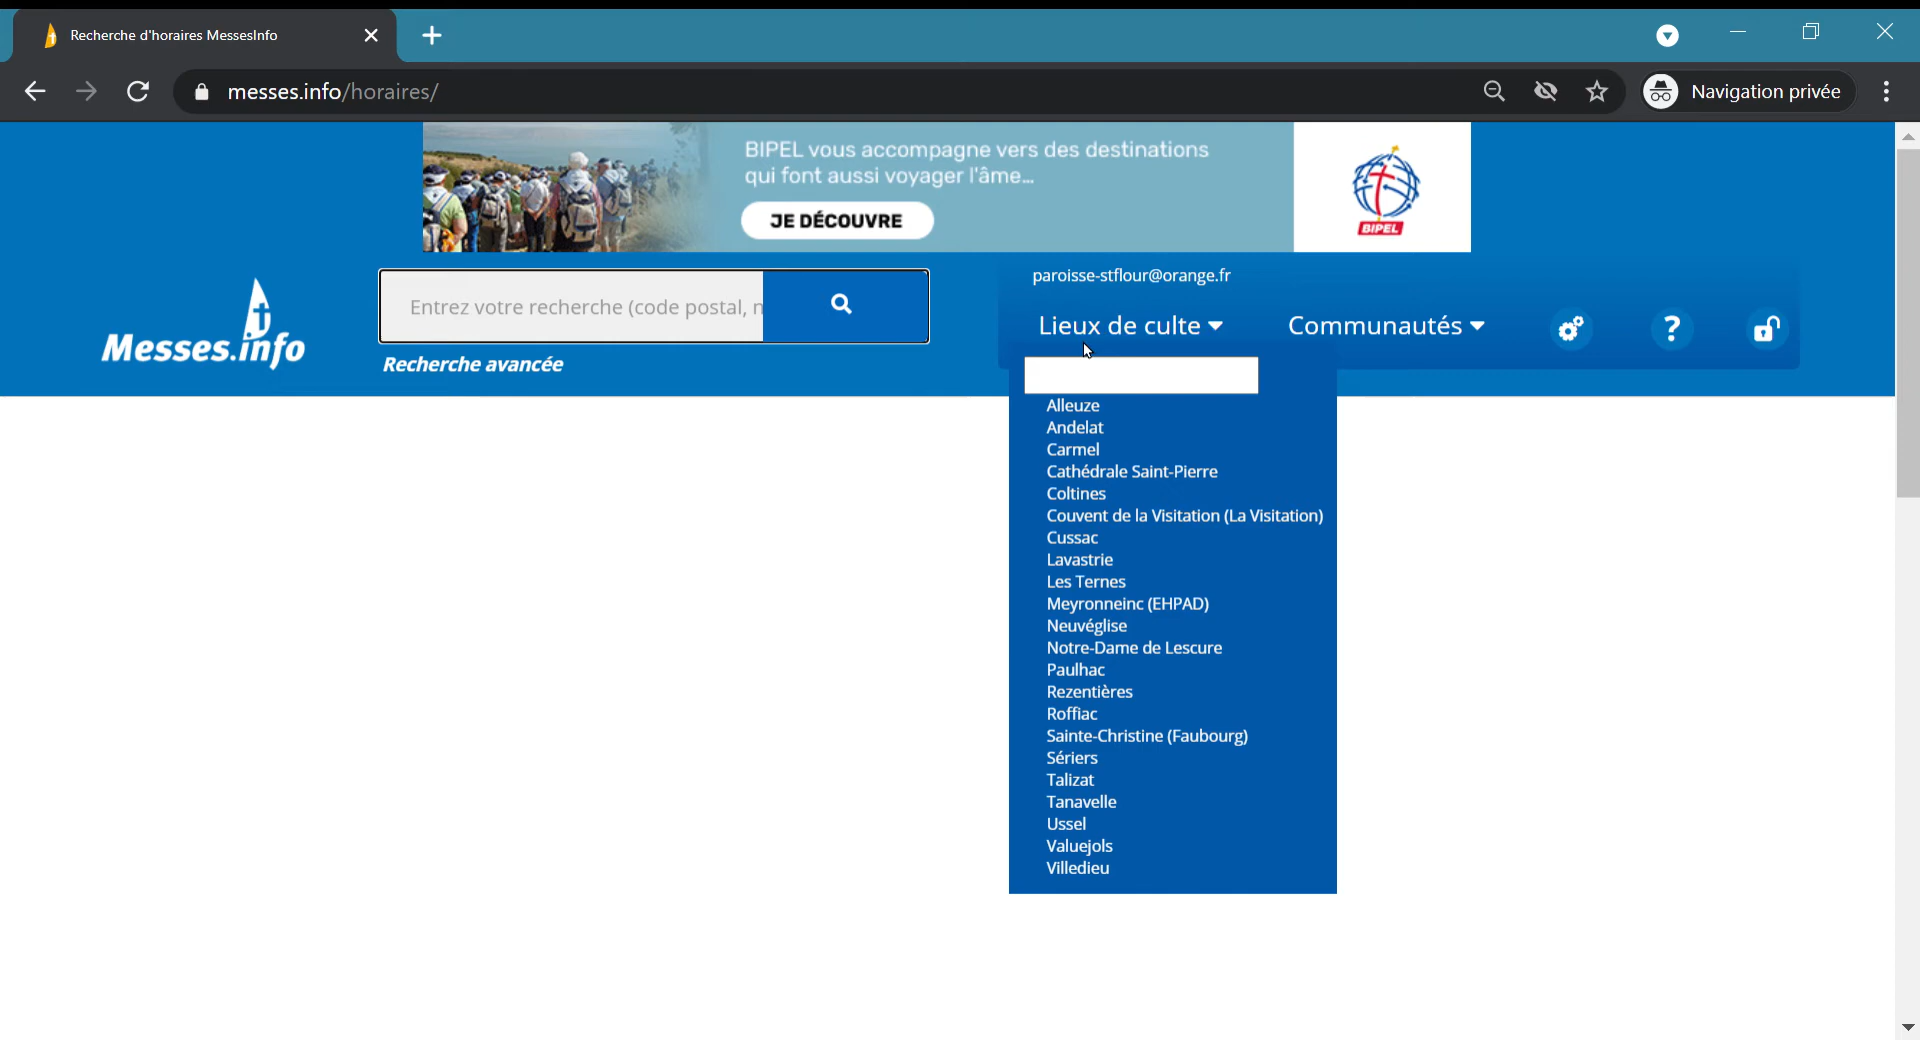 Recherche d'horaires MessesInfo
messes.info/horaires/
Navigation privée
BIPEL vous accompagne vers des destinations
qui font aussi voyager l'âme...
JE DÉCOUVRE
BIPEL
paroisse-stflour@orange.fr
Messes.info
Entrez votre recherche (code postal, n
Lieux de culte
Communautés
?
Recherche avancée
Alleuze
Andelat
Carmel
Cathédrale Saint-Pierre
Coltines
Couvent de la Visitation (La Visitation)
Cussac
Lavastrie
Les Ternes
Meyronneinc (EHPAD)
Neuvéglise
Notre-Dame de Lescure
Paulhac
Rezentières
Roffiac
Sainte-Christine (Faubourg)
Sériers
Talizat
Tanavelle
Ussel
Valuejols
Villedieu